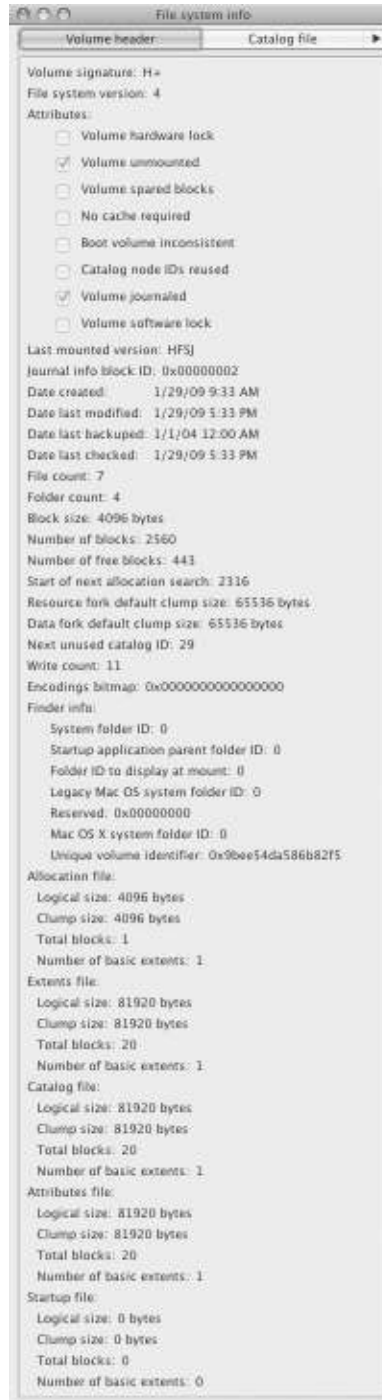 File system info
Volume header Catalog file
Volume signature: H+
File system version: 4
Attributes:
Volume hardware lock
Volume unmounted
Volume spared blocks
No cache required
Boot volume inconsistent
Catalog node IDs reused
Volume journaled
Volume software lock
Last mounted version: HFSJ
Journal info block ID: 0x00000002
Date created: 1/29/09 9:33 AM
Date last modified: 1/29/09 5:33 PM
Date last backuped: 1/1/04 12:00 AM
Date last checked: 1/29/09 5:33 PM
File count: 7
Folder count: 4
Block size: 4096 bytes
Number of blocks: 2560
Number of free blocks: 443
Start of next allocation search: 2316
Resource fork default clump size: 65536 bytes
Data fork default clump size: 65536 bytes
Next unused catalog ID: 29
Write count: 11
Encodings bitmap: 0x0000000000000000
Finder info:
System folder ID: 0
Startup application parent folder ID: 0
Folder ID to display at mount: 0
Legacy Mac OS system folder ID: 0
Reserved: 0x00000000
Mac OS X system folder ID: 0
Unique volume identifier: 0x9bee54da586b82f5
Allocation file:
Logical size: 4096 bytes
Clump size: 4096 bytes
Total blocks: 1
Number of basic extents: 1
Extents file:
Logical size: 81920 bytes
Clump size: 81920 bytes
Total blocks: 20
Number of basic extents: 1
Catalog file:
Logical size: 81920 bytes
Clump size: 81920 bytes
Total blocks: 20
Number of basic extents: 1
Attributes file:
Logical size: 81920 bytes
Clump size: 81920 bytes
Total blocks: 20
Number of basic extents: 1
Startup file:
Logical size: 0 bytes
Clump size: 0 bytes
Total blocks: 0
Number of basic extents: 0